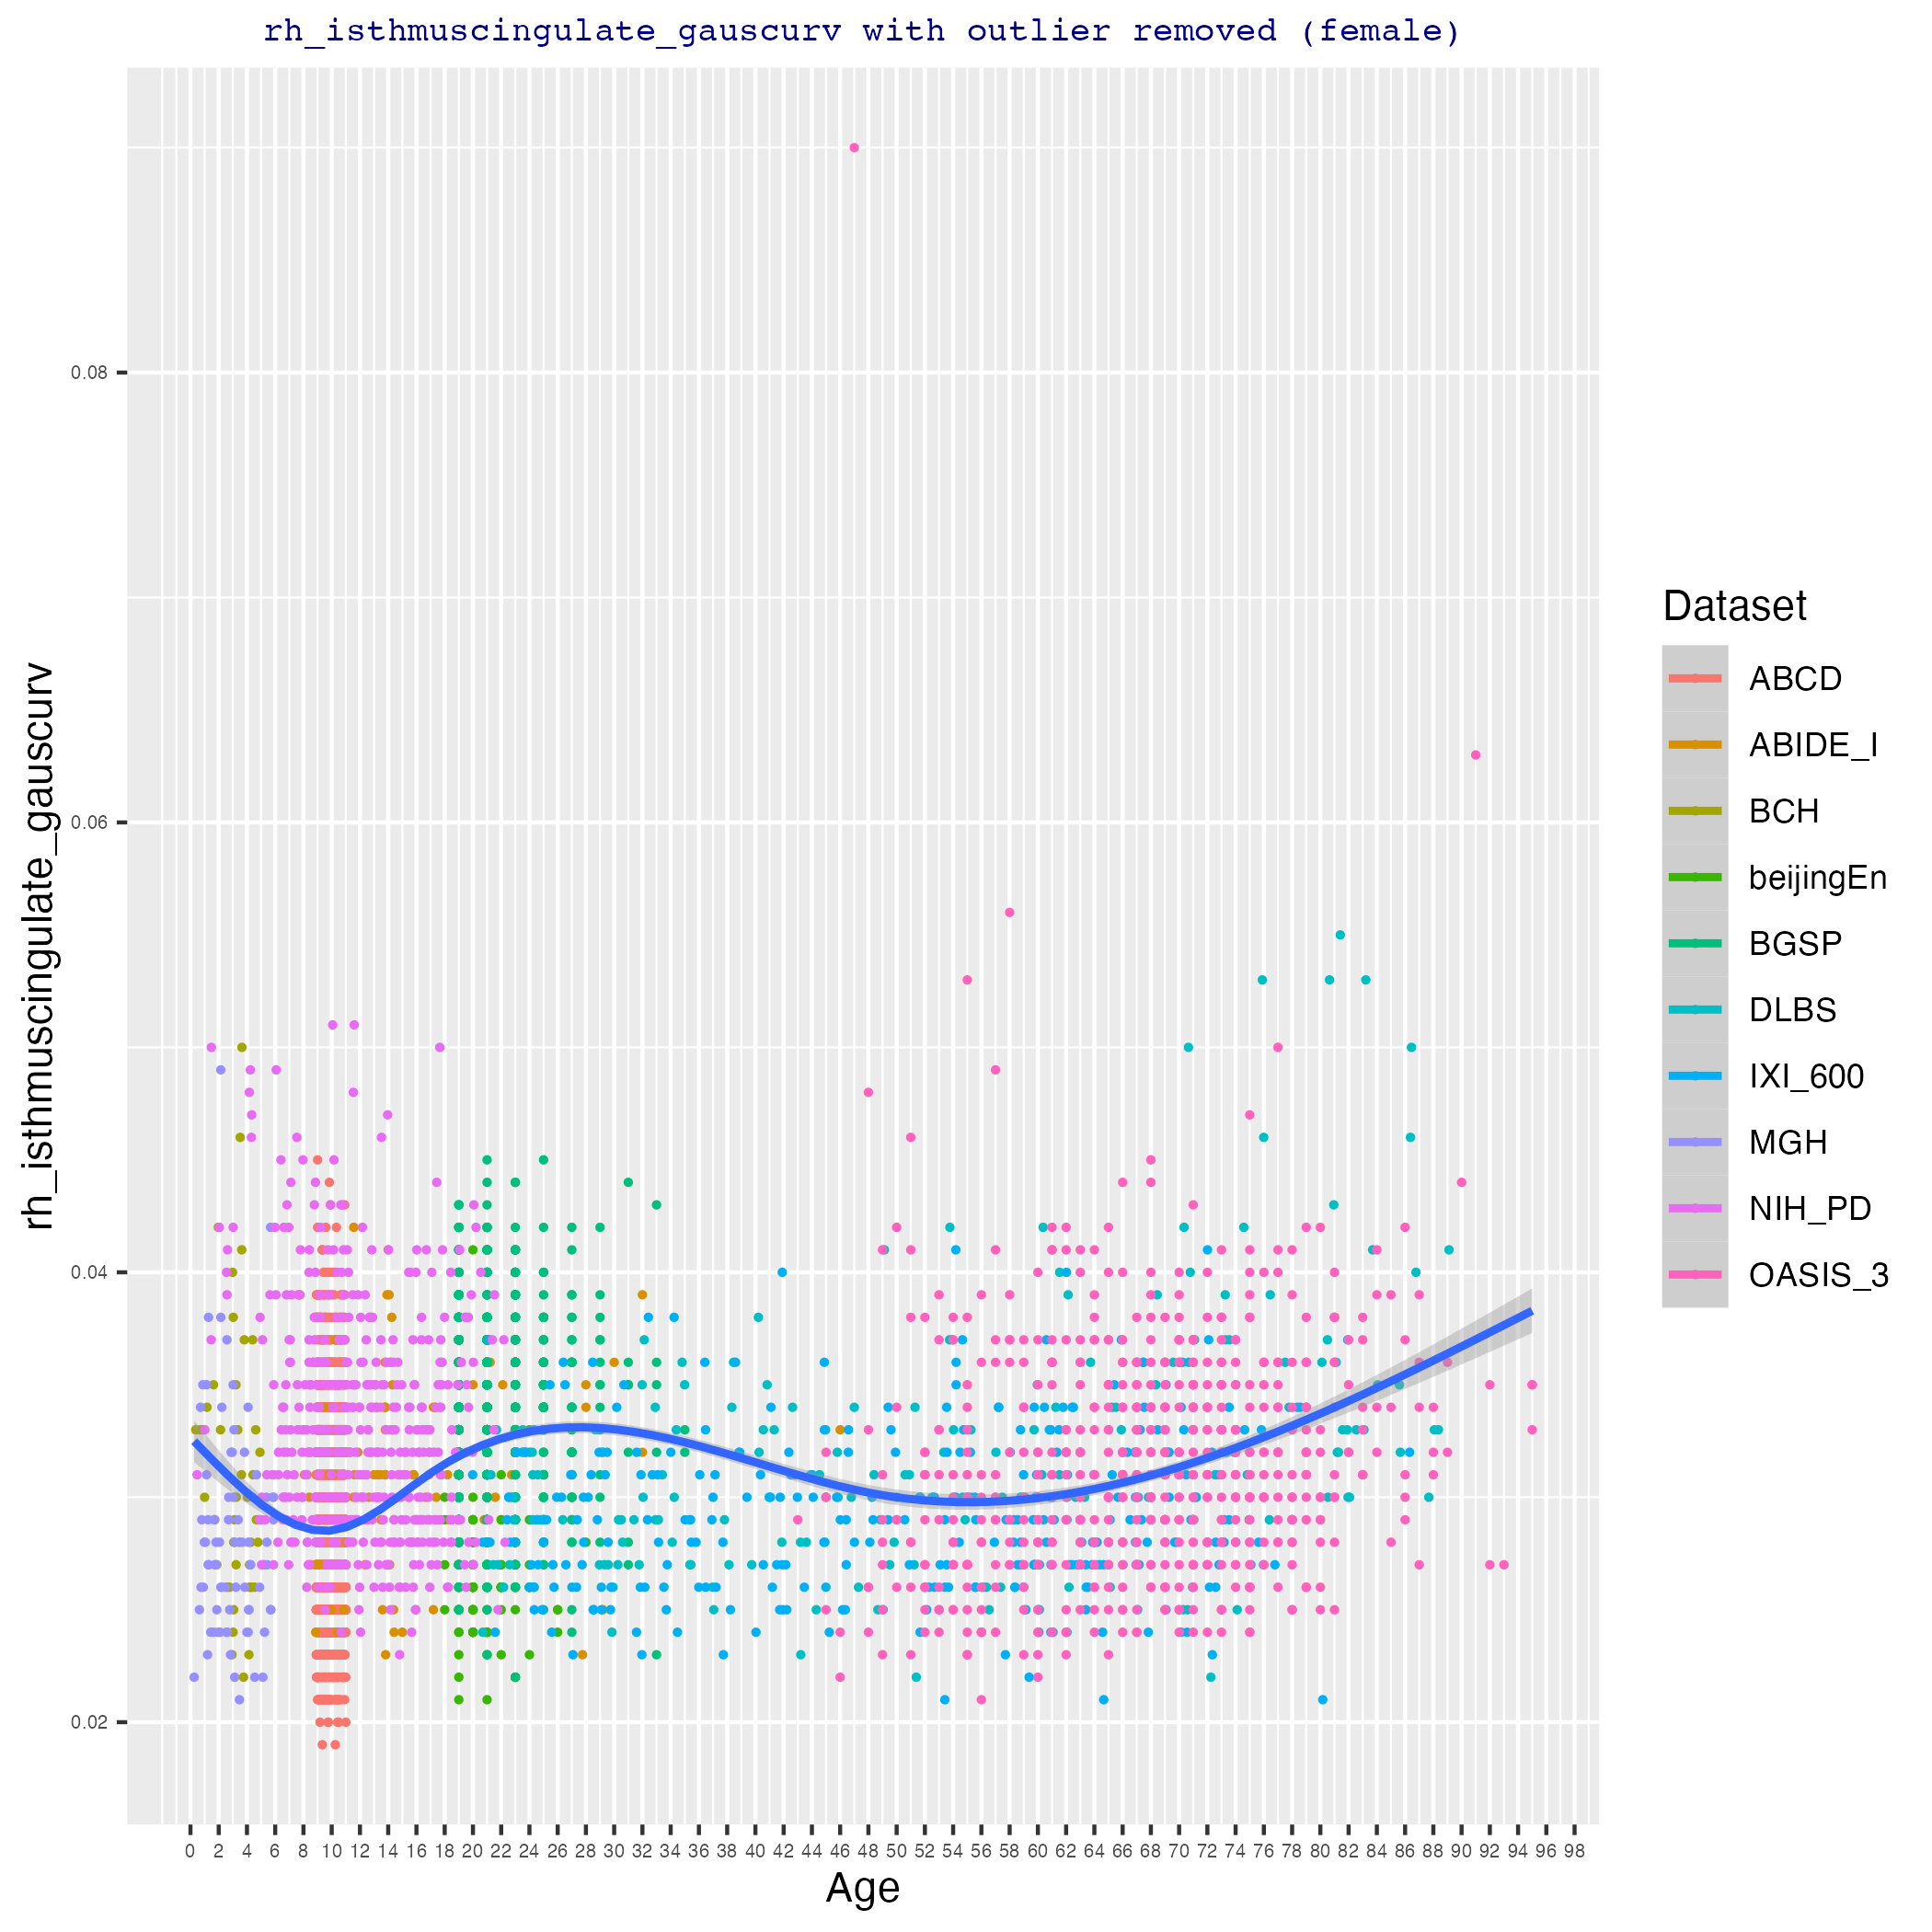 rh_isthmuscingulate_gauscurv with outlier removed (female)
rh_isthmuscingulate_gauscurv
0.08
0.06
0.04
0.02
0 2 4 6 8 10 12 14 16 18 20 22 24 26 28 30 32 34 36 38 40 42 44 46 48 50 52 54 56 58 60 62 64 66 68 70 72 74 76 78 80 82 84 86 88 90 92 94 96 98
Age
Dataset
ABCD
ABIDE_I
BCH
beijingEn
BGSP
DLBS
IXI_600
MGH
NIH_PD
OASIS_3